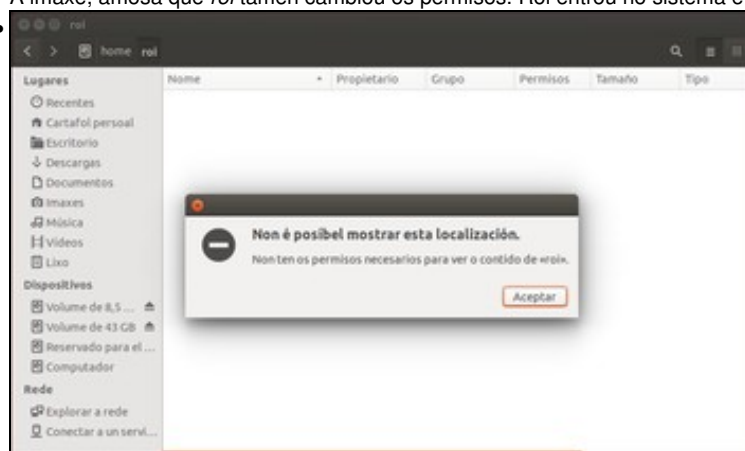 A imaxe, amosa que roi tamén cambiou os permisos. Roi entrou no sistema e
roi
home roi
Lugares
Recentes
Cartafol persoal
Escritorio
Descargas
Documentos
Imaxes
Música
Vídeos
Lixo
Dispositivos
Volume de 8,5 ...
Volume de 43 GB
Reservado para el ...
Computador
Rede
Explorar a rede
Conectar a un servi...
Nome Propietario Grupo Permisos Tamaño Tipo
Non é posíbel mostrar esta localización.
Non ten os permisos necesarios para ver o contido de «roi».
Aceptar